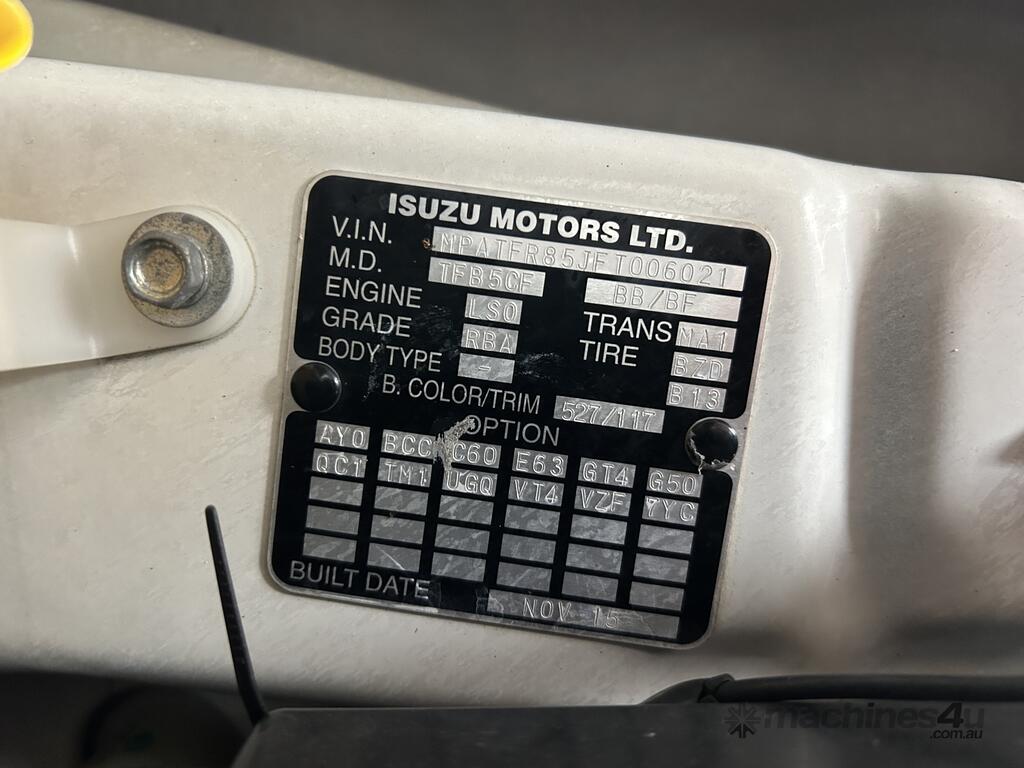 ISUZU MOTORS LTD.
V.I.N. MPATFR85JFT006021
M.D. TFB5CF BB/BF
ENGINE LS0 TRANS MA1
GRADE RBA TIRE BZD
BODY TYPE - B13
B. COLOR/TRIM 527/117
OPTION
AY0 BCC C60 E63 GT4 G50
QC1 TM1 UGQ VT4 VZF 7YC
BUILT DATE NOV 15
machines4u
.com.au